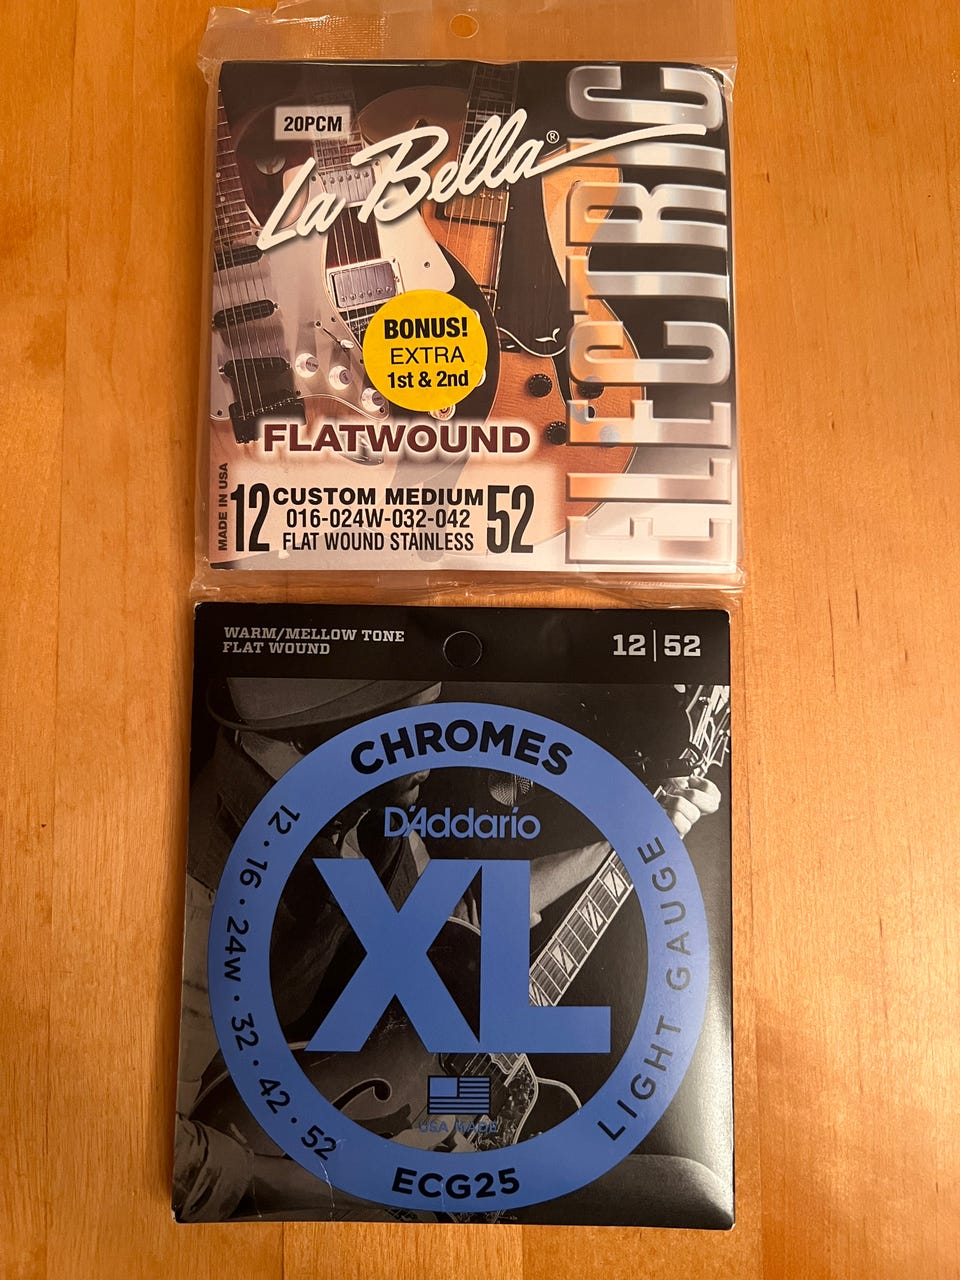 20PCM
La Bella®
ELECTRIC
BONUS!
EXTRA
1st & 2nd
FLATWOUND
MADE IN USA
12 CUSTOM MEDIUM 52
016-024W-032-042
FLAT WOUND STAINLESS
WARM/MELLOW TONE
FLAT WOUND
12|52
CHROMES
D'Addario
XL
12 • 16 • 24w • 32 • 42 • 52
LIGHT GAUGE
USA MADE
ECG25